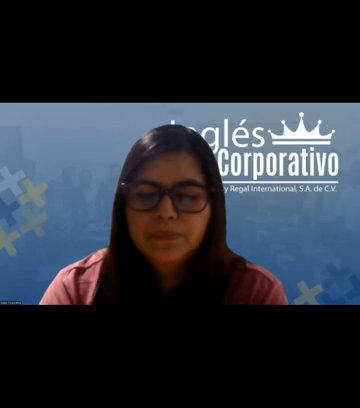 Inglés
Corporativo
y Regal International, S.A. de C.V.